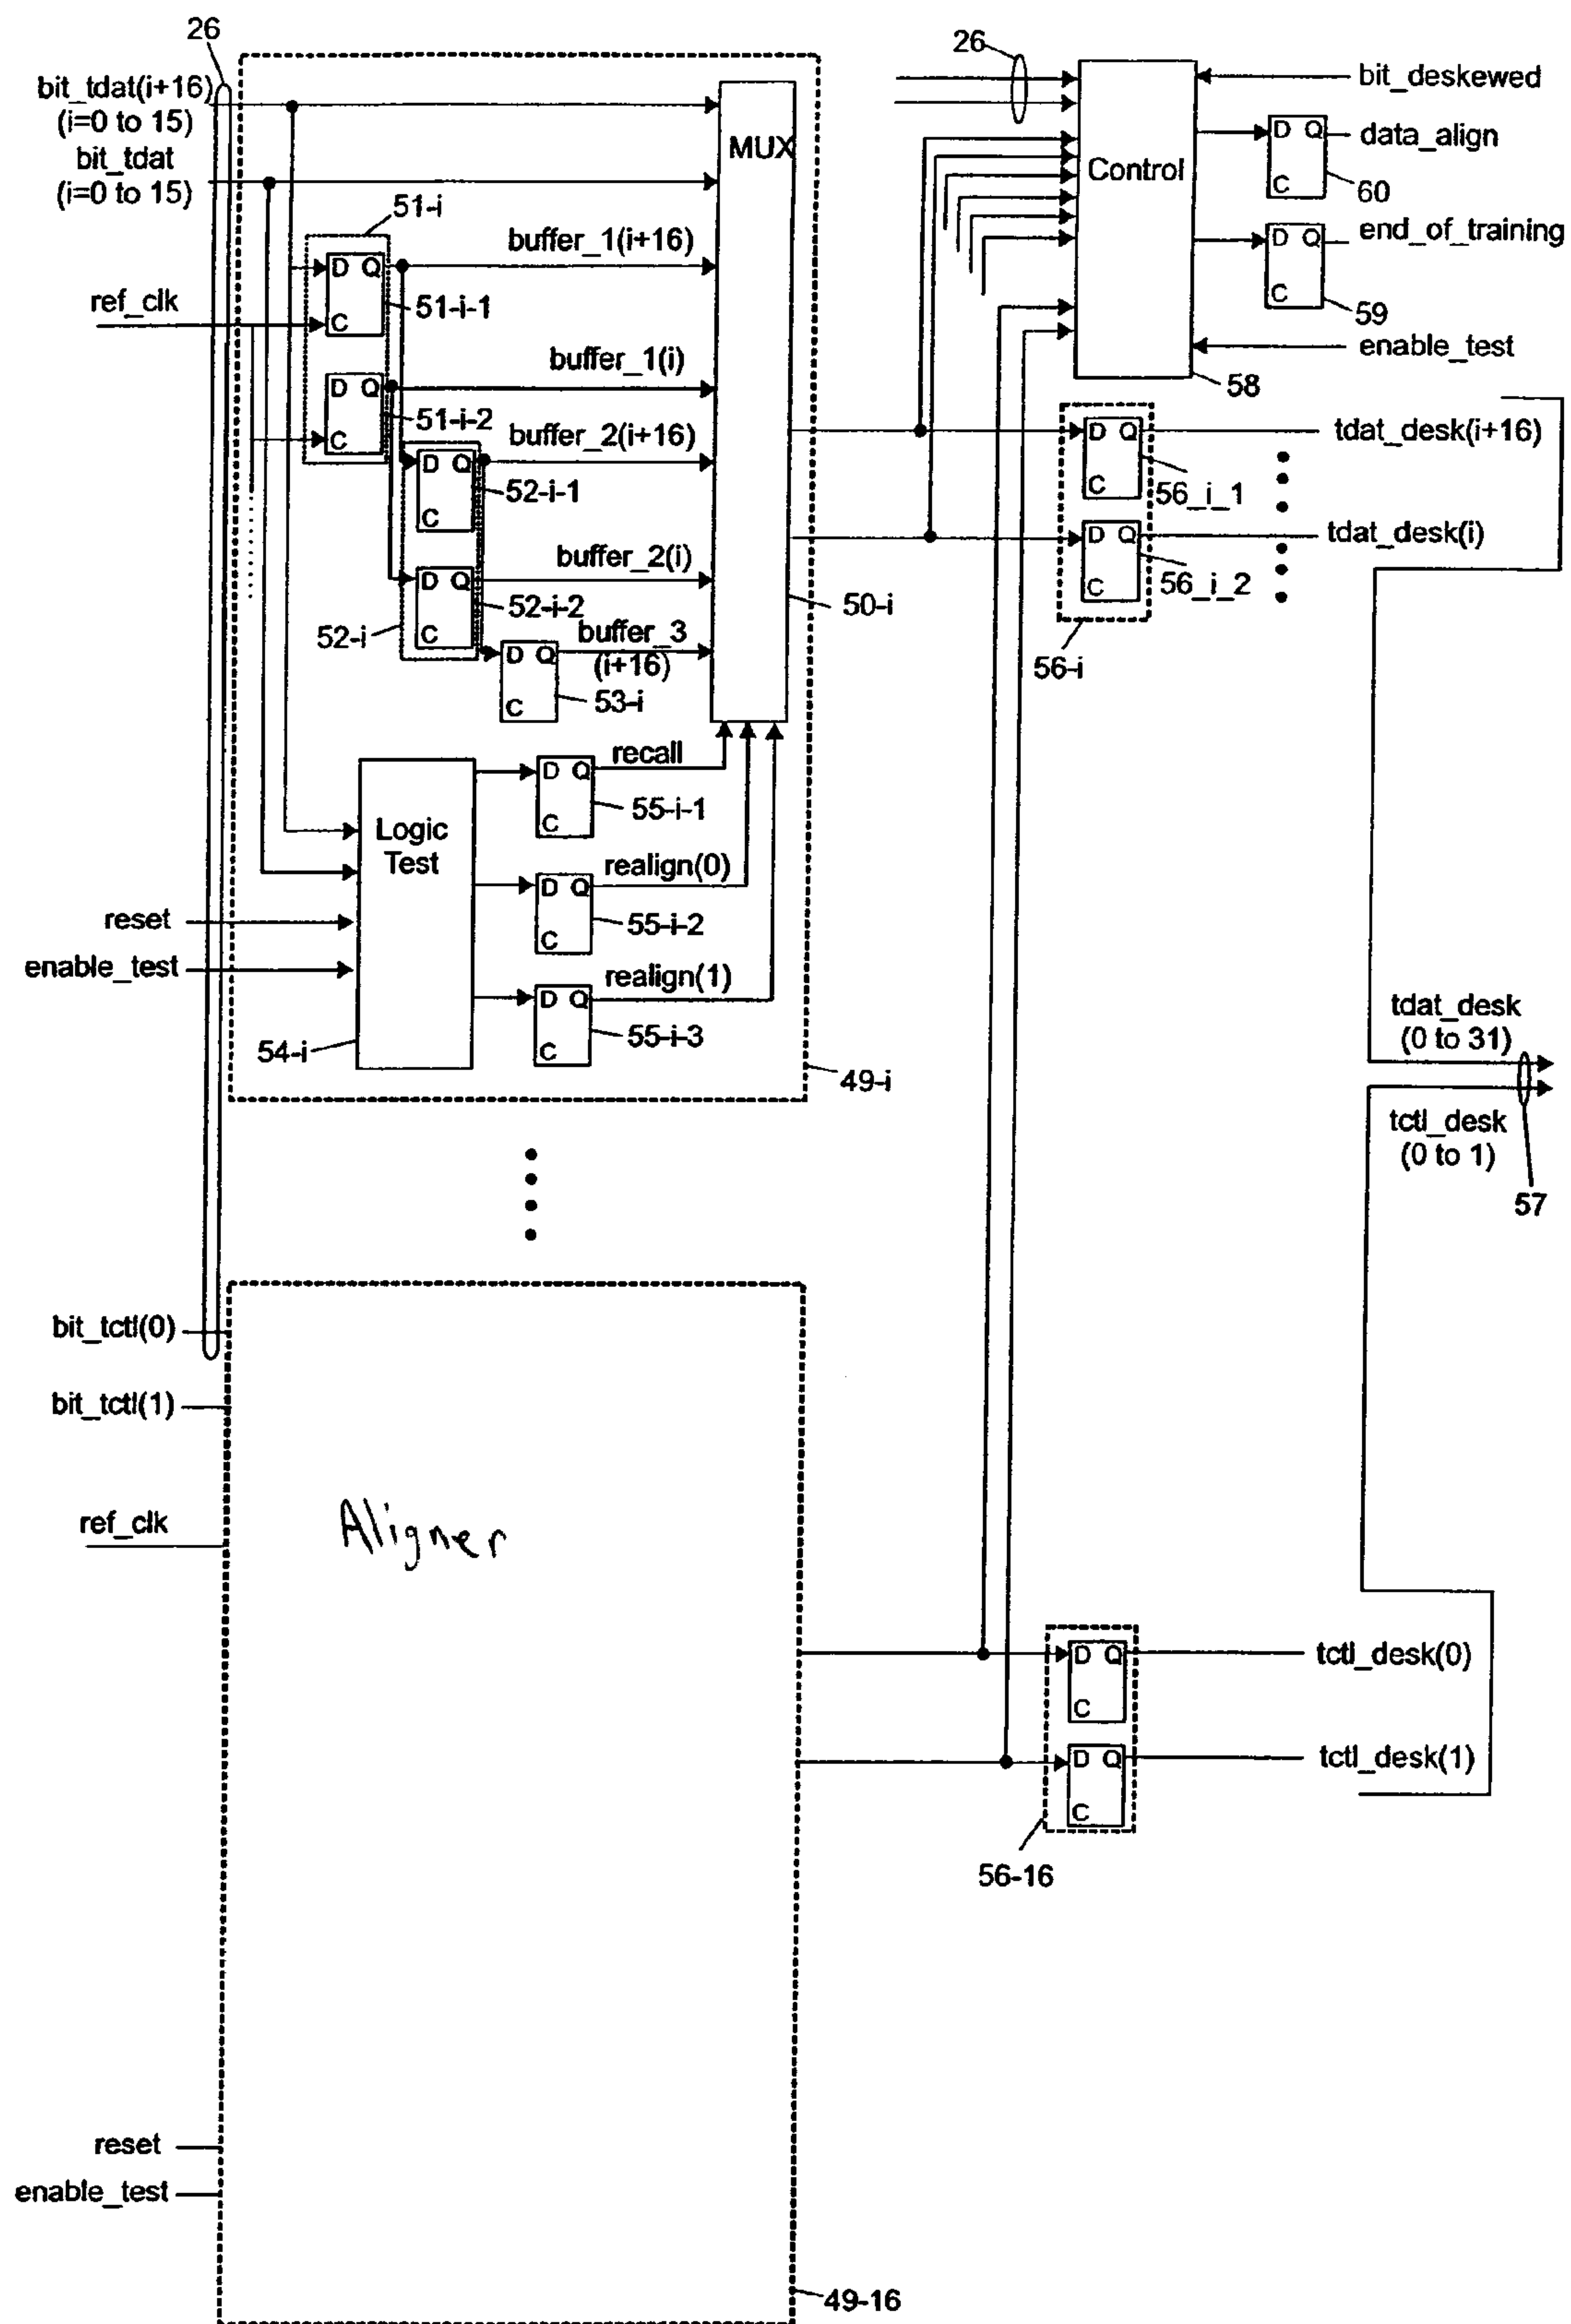 26
bit_tdat(i+16)
(i=0 to 15)
bit_tdat
(i=0 to 15)
MUX
51-i
buffer_1(i+16)
D Q
C
51-i-1
ref_clk
buffer_1(i)
D Q
C
51-i-2
buffer_2(i+16)
D Q
C
52-i-1
buffer_2(i)
D Q
C
52-i-2
52-i
50-i
buffer_3
(i+16)
D Q
C
53-i
recall
D Q
C
55-i-1
Logic
Test
realign(0)
D Q
C
55-i-2
reset
enable_test
realign(1)
D Q
C
55-i-3
54-i
49-i
26
Control
bit_deskewed
D Q
C
data_align
60
end_of_training
D Q
C
59
enable_test
58
D Q
C
tdat_desk(i+16)
56_i_1
D Q
C
tdat_desk(i)
56_i_2
56-i
tdat_desk
(0 to 31)
tctl_desk
(0 to 1)
57
bit_tctl(0)
bit_tctl(1)
ref_clk
Aligner
D Q
C
tctl_desk(0)
D Q
C
tctl_desk(1)
56-16
reset
enable_test
49-16